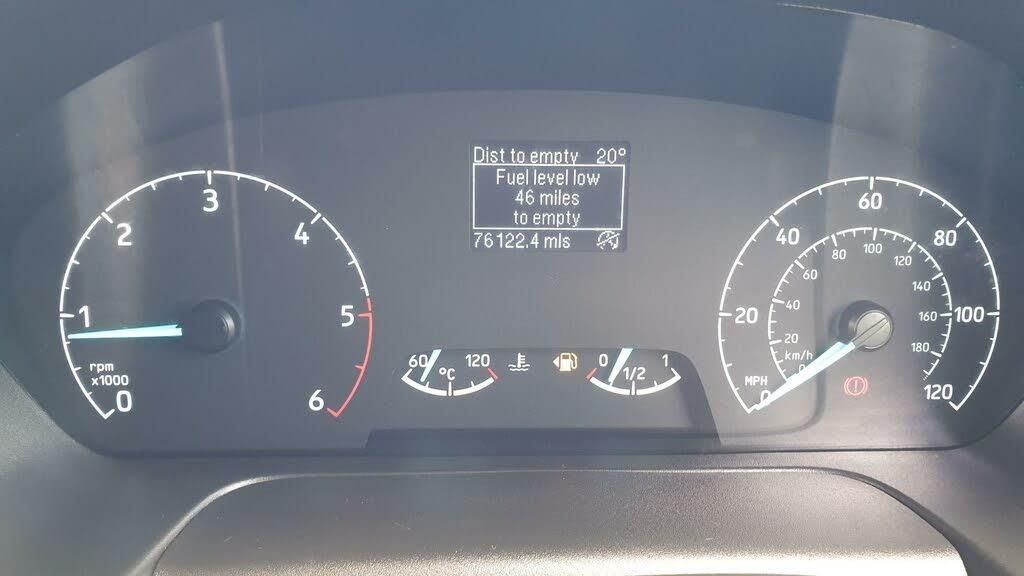 Dist to empty 20°
Fuel level low
46 miles
to empty
76122.4 mls
0
1
2
3
4
5
6
rpm
x1000
60 120
°C
0 1
1/2
0
20
40
60
80
100
120
MPH
0
20
40
60
80
100
120
140
160
180
km/h